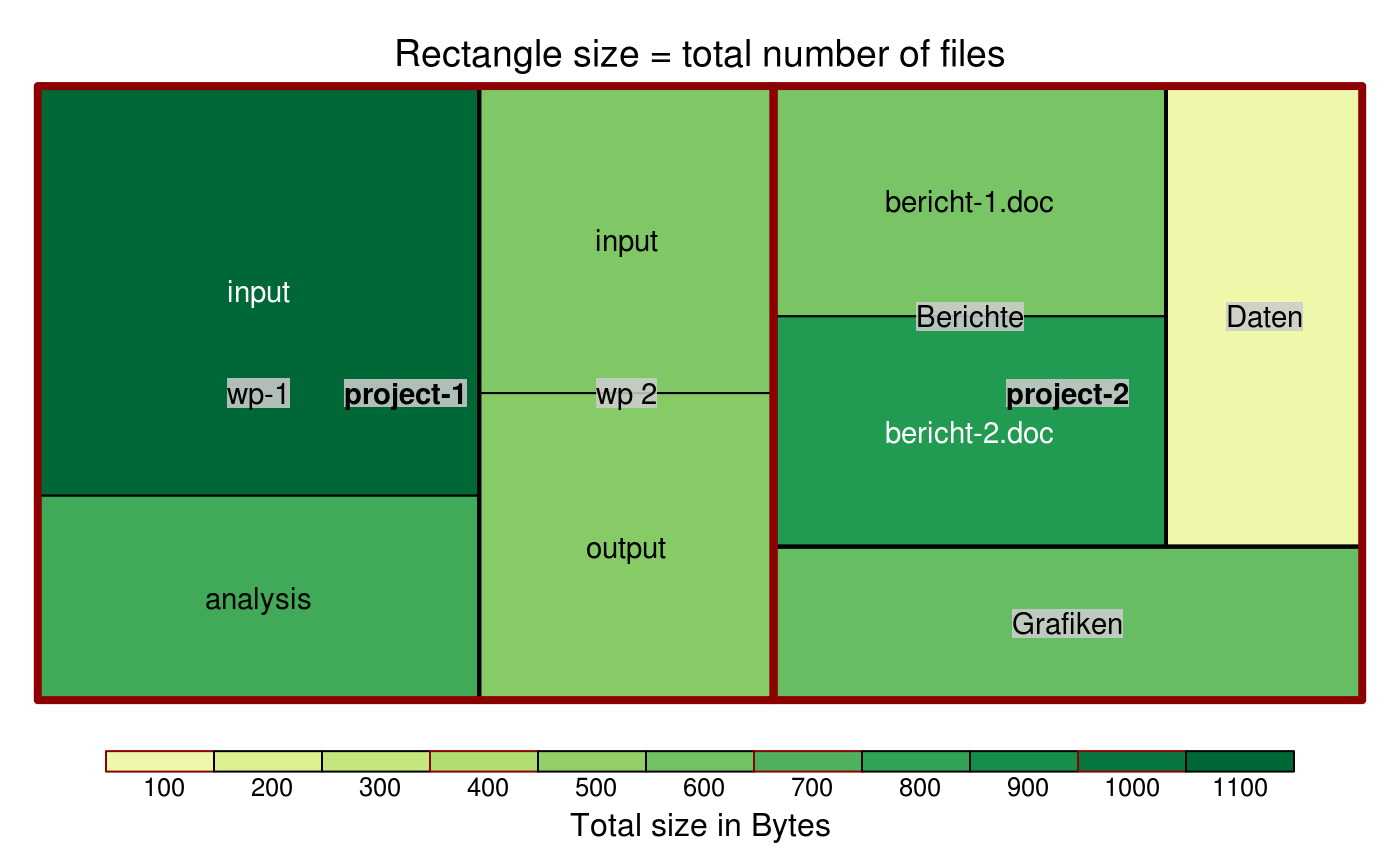 Rectangle size = total number of files
input
wp-1
project-1
analysis
input
wp 2
output
bericht-1.doc
Berichte
project-2
bericht-2.doc
Daten
Grafiken
100 200 300 400 500 600 700 800 900 1000 1100
Total size in Bytes